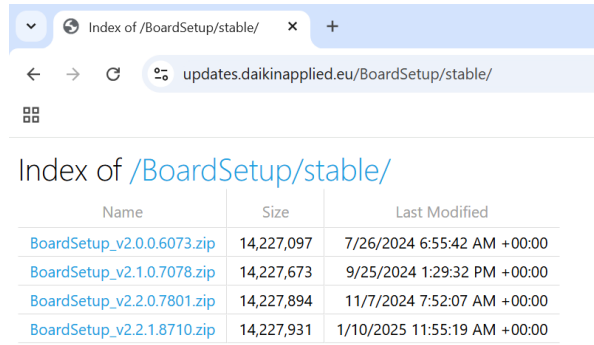 Index of /BoardSetup/stable/
updates.daikinapplied.eu/BoardSetup/stable/
Index of /BoardSetup/stable/
Name Size Last Modified
BoardSetup_v2.0.0.6073.zip 14,227,097 7/26/2024 6:55:42 AM +00:00
BoardSetup_v2.1.0.7078.zip 14,227,673 9/25/2024 1:29:32 PM +00:00
BoardSetup_v2.2.0.7801.zip 14,227,894 11/7/2024 7:52:07 AM +00:00
BoardSetup_v2.2.1.8710.zip 14,227,931 1/10/2025 11:55:19 AM +00:00